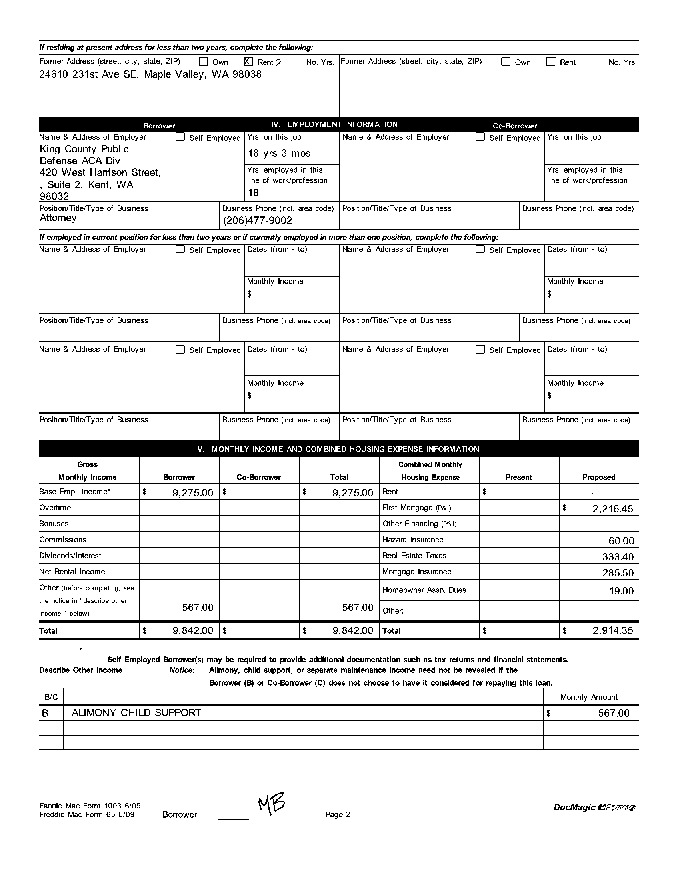 If residing at present address for less than two years, complete the following:
Former Address (street, city, state, ZIP) Own X Rent 2 No. Yrs. Former Address (street, city, state, ZIP) Own Rent No. Yrs.
24610 231st Ave SE, Maple Valley, WA 98038
Borrower IV. EMPLOYMENT INFORMATION Co-Borrower
Name & Address of Employer Self Employed Yrs. on this job Name & Address of Employer Self Employed Yrs. on this job
King County Public
Defense ACA Div 18 yrs 3 mos
420 West Harrison Street, Yrs. employed in this Yrs. employed in this
, Suite 2, Kent, WA line of work/profession line of work/profession
98032 18
Position/Title/Type of Business Business Phone (incl. area code) Position/Title/Type of Business Business Phone (incl. area code)
Attorney (206)477-9002
If employed in current position for less than two years or if currently employed in more than one position, complete the following:
Name & Address of Employer Self Employed Dates (from - to) Name & Address of Employer Self Employed Dates (from - to)
Monthly Income Monthly Income
$ $
Position/Title/Type of Business Business Phone (incl. area code) Position/Title/Type of Business Business Phone (incl. area code)
Name & Address of Employer Self Employed Dates (from - to) Name & Address of Employer Self Employed Dates (from - to)
Monthly Income Monthly Income
$ $
Position/Title/Type of Business Business Phone (incl. area code) Position/Title/Type of Business Business Phone (incl. area code)
V. MONTHLY INCOME AND COMBINED HOUSING EXPENSE INFORMATION
Gross Combined Monthly
Monthly Income Borrower Co-Borrower Total Housing Expense Present Proposed
Base Empl. Income* $ 9,275.00 $ $ 9,275.00 Rent $
Overtime First Mortgage (P&I) $ 2,216.45
Bonuses Other Financing (P&I)
Commissions Hazard Insurance 60.00
Dividends/Interest Real Estate Taxes 333.40
Net Rental Income Mortgage Insurance 285.50
Other (before completing, see Homeowner Assn. Dues 19.00
the notice in "describe other
income," below) 567.00 567.00 Other:
Total $ 9,842.00 $ $ 9,842.00 Total $ 2,914.35
*
Self Employed Borrower(s) may be required to provide additional documentation such as tax returns and financial statements.
Describe Other Income Notice: Alimony, child support, or separate maintenance income need not be revealed if the
Borrower (B) or Co-Borrower (C) does not choose to have it considered for repaying this loan.
B/C Monthly Amount
B ALIMONY CHILD SUPPORT $ 567.00
Fannie Mae Form 1003 6/05
Freddie Mac Form 65 Borrower MB Page 2
DocMagic